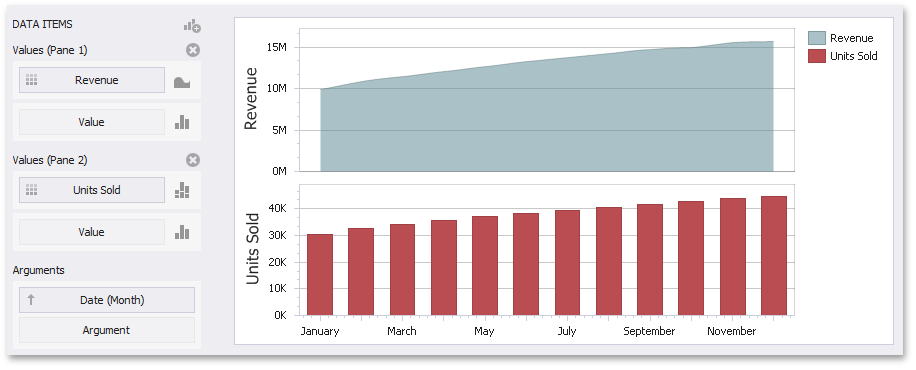 DATA ITEMS
Values (Pane 1)
Revenue
Value
Values (Pane 2)
Units Sold
Value
Arguments
Date (Month)
Argument
Revenue
15M
10M
5M
0M
Units Sold
40K
30K
20K
10K
0K
January March May July September November
Revenue
Units Sold